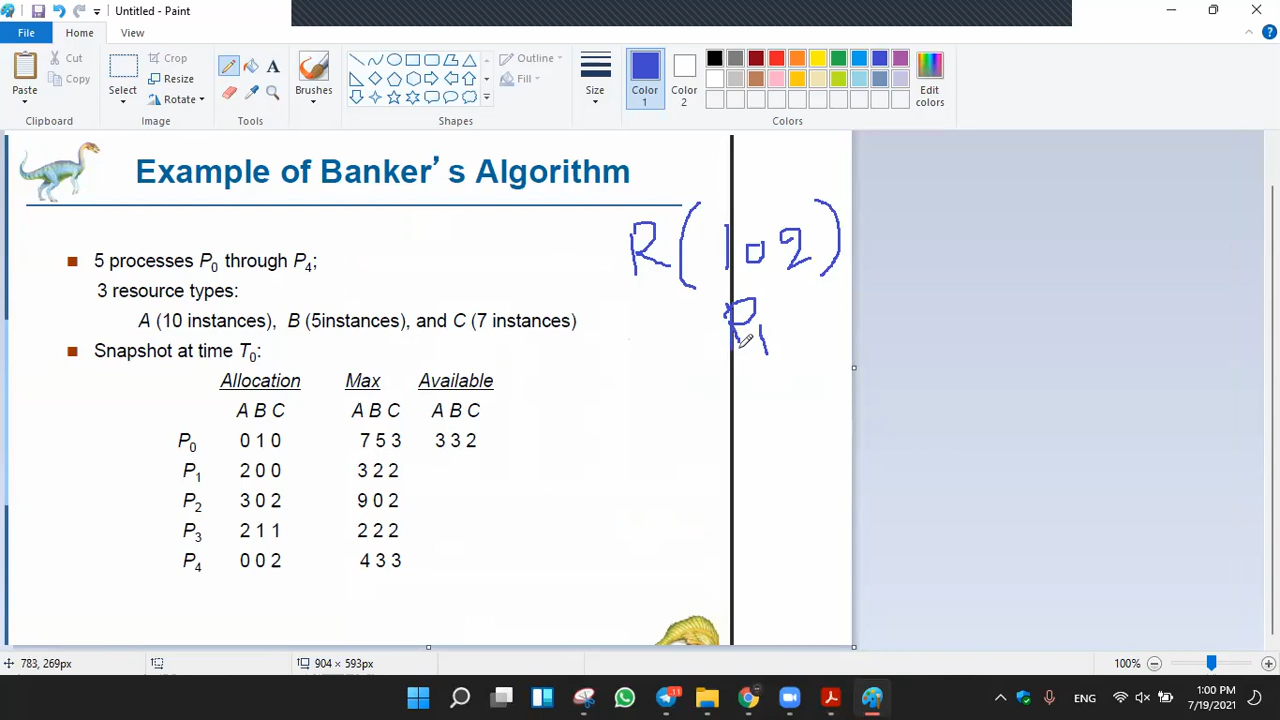 Untitled - Paint
File Home View
Paste
Cut
Copy
Clipboard
Select
Crop
Resize
Rotate
Image
A
Tools
Brushes
Outline
Fill
Shapes
Size
Color 1
Color 2
Edit colors
Colors
Example of Banker's Algorithm
R(102)
P1
5 processes P0 through P4;
3 resource types:
A (10 instances), B (5instances), and C (7 instances)
Snapshot at time T0:
Allocation Max Available
A B C A B C A B C
P0 0 1 0 7 5 3 3 3 2
P1 2 0 0 3 2 2
P2 3 0 2 9 0 2
P3 2 1 1 2 2 2
P4 0 0 2 4 3 3
783, 269px 904 × 593px 100%
11 ENG 1:00 PM
7/19/2021